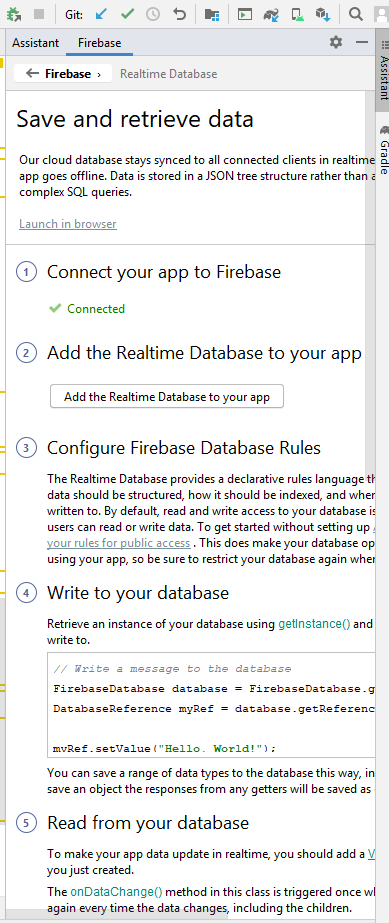 Git:
Assistant Firebase
Firebase › Realtime Database
Save and retrieve data
Our cloud database stays synced to all connected clients in realtime
app goes offline. Data is stored in a JSON tree structure rather than a
complex SQL queries.
Launch in browser
1 Connect your app to Firebase
Connected
2 Add the Realtime Database to your app
Add the Realtime Database to your app
3 Configure Firebase Database Rules
The Realtime Database provides a declarative rules language th
data should be structured, how it should be indexed, and when
written to. By default, read and write access to your database is
users can read or write data. To get started without setting up
your rules for public access . This does make your database op
using your app, so be sure to restrict your database again when
4 Write to your database
Retrieve an instance of your database using getInstance() and
write to.
// Write a message to the database
FirebaseDatabase database = FirebaseDatabase.g
DatabaseReference myRef = database.getReferenc
myRef.setValue("Hello, World!");
You can save a range of data types to the database this way, in
save an object the responses from any getters will be saved as
5 Read from your database
To make your app data update in realtime, you should add a V
you just created.
The onDataChange() method in this class is triggered once wh
again every time the data changes, including the children.
Assistant
Gradle